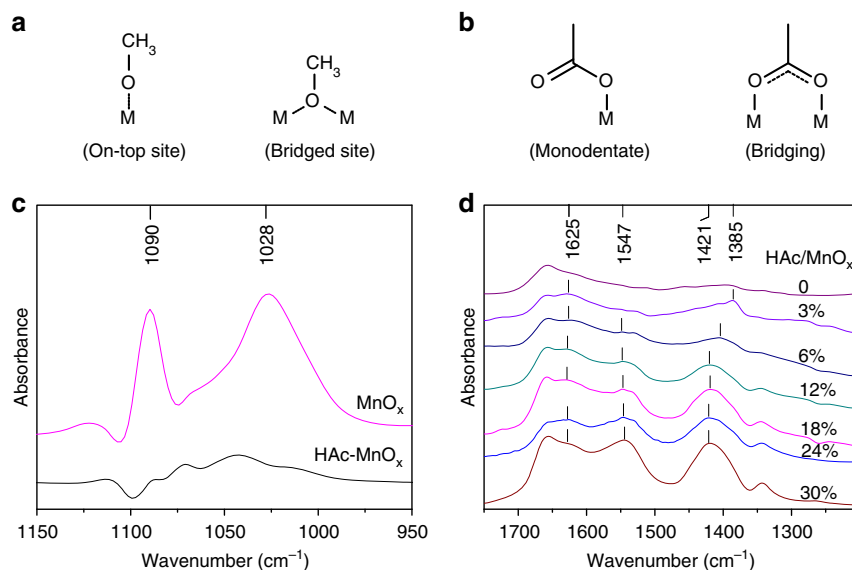 a
CH₃
O
M
(On-top site)
CH₃
O
M M
(Bridged site)
b
O O
M
(Monodentate)
O O
M M
(Bridging)
c
1090
1028
Absorbance
MnOₓ
HAc-MnOₓ
1150 1100 1050 1000 950
Wavenumber (cm⁻¹)
d
1625
1547
1421
1385
HAc/MnOₓ
0
3%
6%
12%
18%
24%
30%
Absorbance
1700 1600 1500 1400 1300
Wavenumber (cm⁻¹)